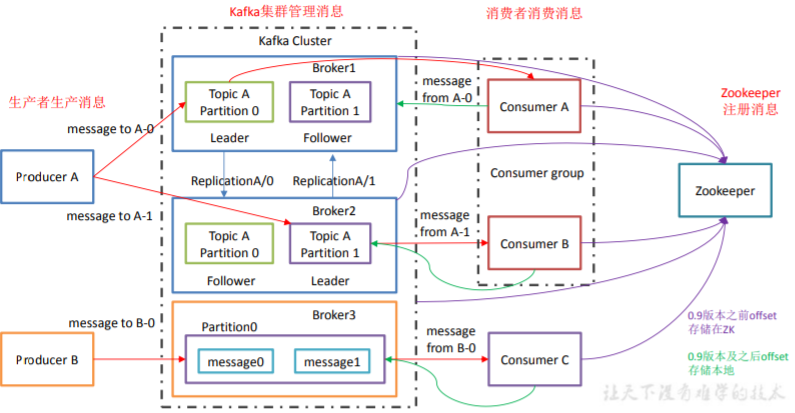 Kafka集群管理消息
消费者消费消息
Kafka Cluster
Broker1
生产者生产消息
Topic A
Partition 0
Topic A
Partition 1
message
from A-0
Consumer A
Zookeeper
注册消息
message to A-0
Leader
Follower
Producer A
ReplicationA/0
ReplicationA/1
Consumer group
Zookeeper
message to A-1
Broker2
message
from A-1
Topic A
Partition 0
Topic A
Partition 1
Consumer B
Follower
Leader
message to B-0
Broker3
Partition0
message
from B-0
0.9版本之前offset
存储在ZK
Producer B
message0
message1
Consumer C
0.9版本及之后offset
存储本地
让天下没有难学的技术